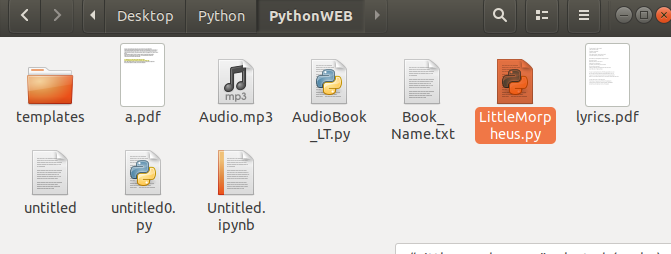 Desktop Python PythonWEB
mp3
templates a.pdf Audio.mp3 AudioBook Book_ LittleMorp lyrics.pdf
_LT.py Name.txt heus.py
untitled untitled0. Untitled.
py ipynb